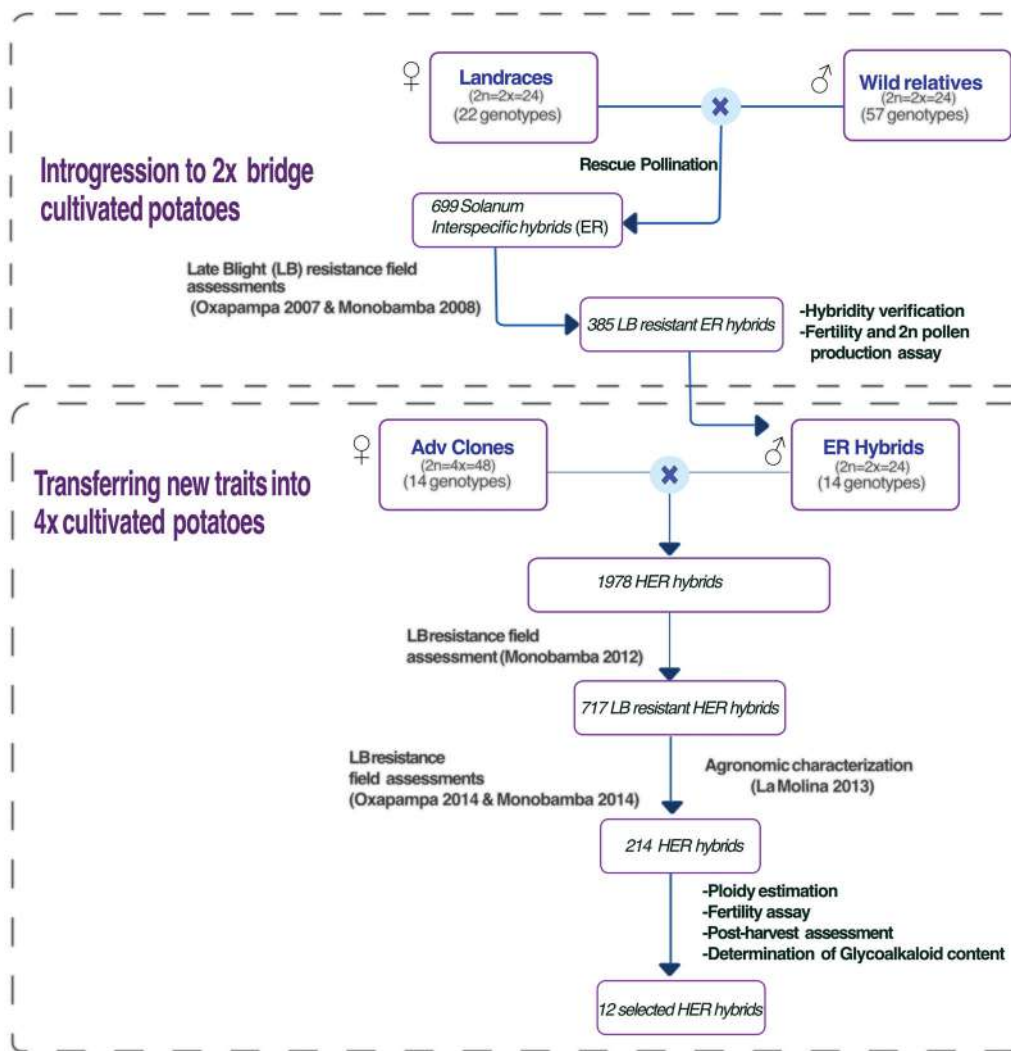 ♀
Landraces
(2n=2x=24)
(22 genotypes)
♂
Wild relatives
(2n=2x=24)
(57 genotypes)
Rescue Pollination
Introgression to 2x bridge
cultivated potatoes
699 Solanum
Interspecific hybrids (ER)
Late Blight (LB) resistance field
assessments
(Oxapampa 2007 & Monobamba 2008)
385 LB resistant ER hybrids
-Hybridity verification
-Fertility and 2n pollen
production assay
♀
Adv Clones
(2n=4x=48)
(14 genotypes)
♂
ER Hybrids
(2n=2x=24)
(14 genotypes)
Transferring new traits into
4x cultivated potatoes
1978 HER hybrids
LB resistance field
assessment (Monobamba 2012)
717 LB resistant HER hybrids
LB resistance
field assessments
(Oxapampa 2014 & Monobamba 2014)
Agronomic characterization
(La Molina 2013)
214 HER hybrids
-Ploidy estimation
-Fertility assay
-Post-harvest assessment
-Determination of Glycoalkaloid content
12 selected HER hybrids